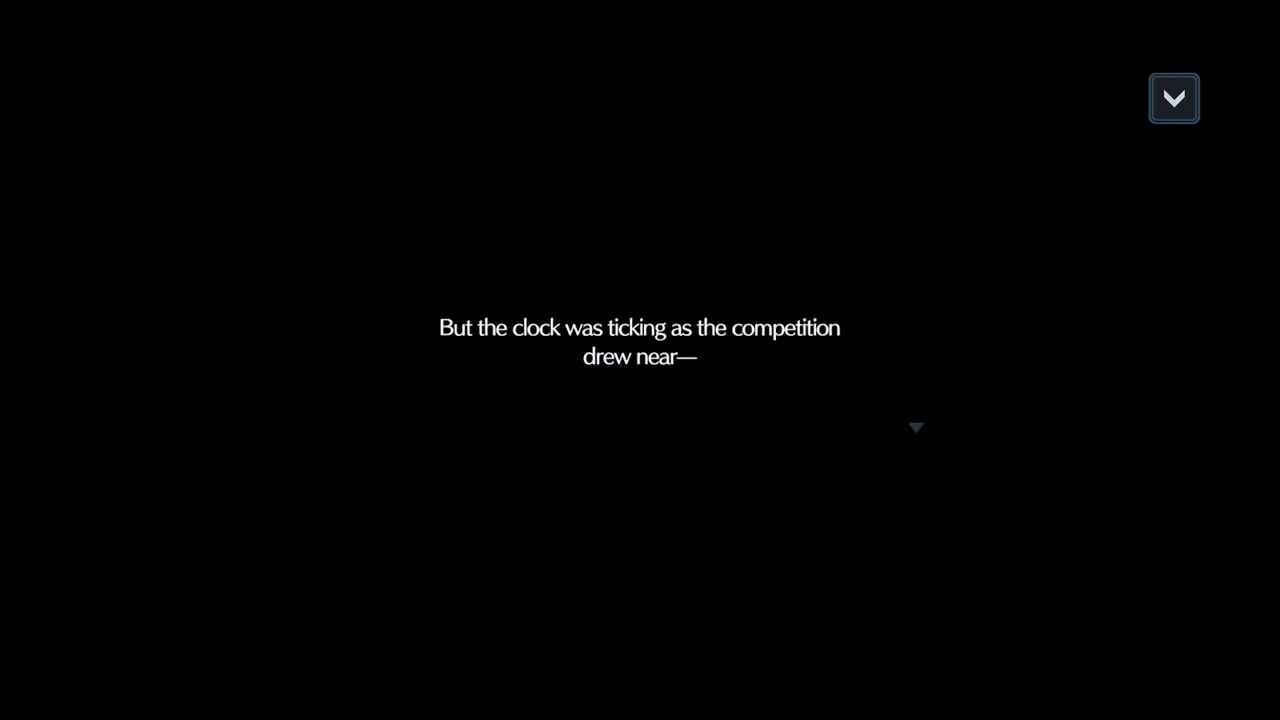 But the clock was ticking as the competition
drew near—